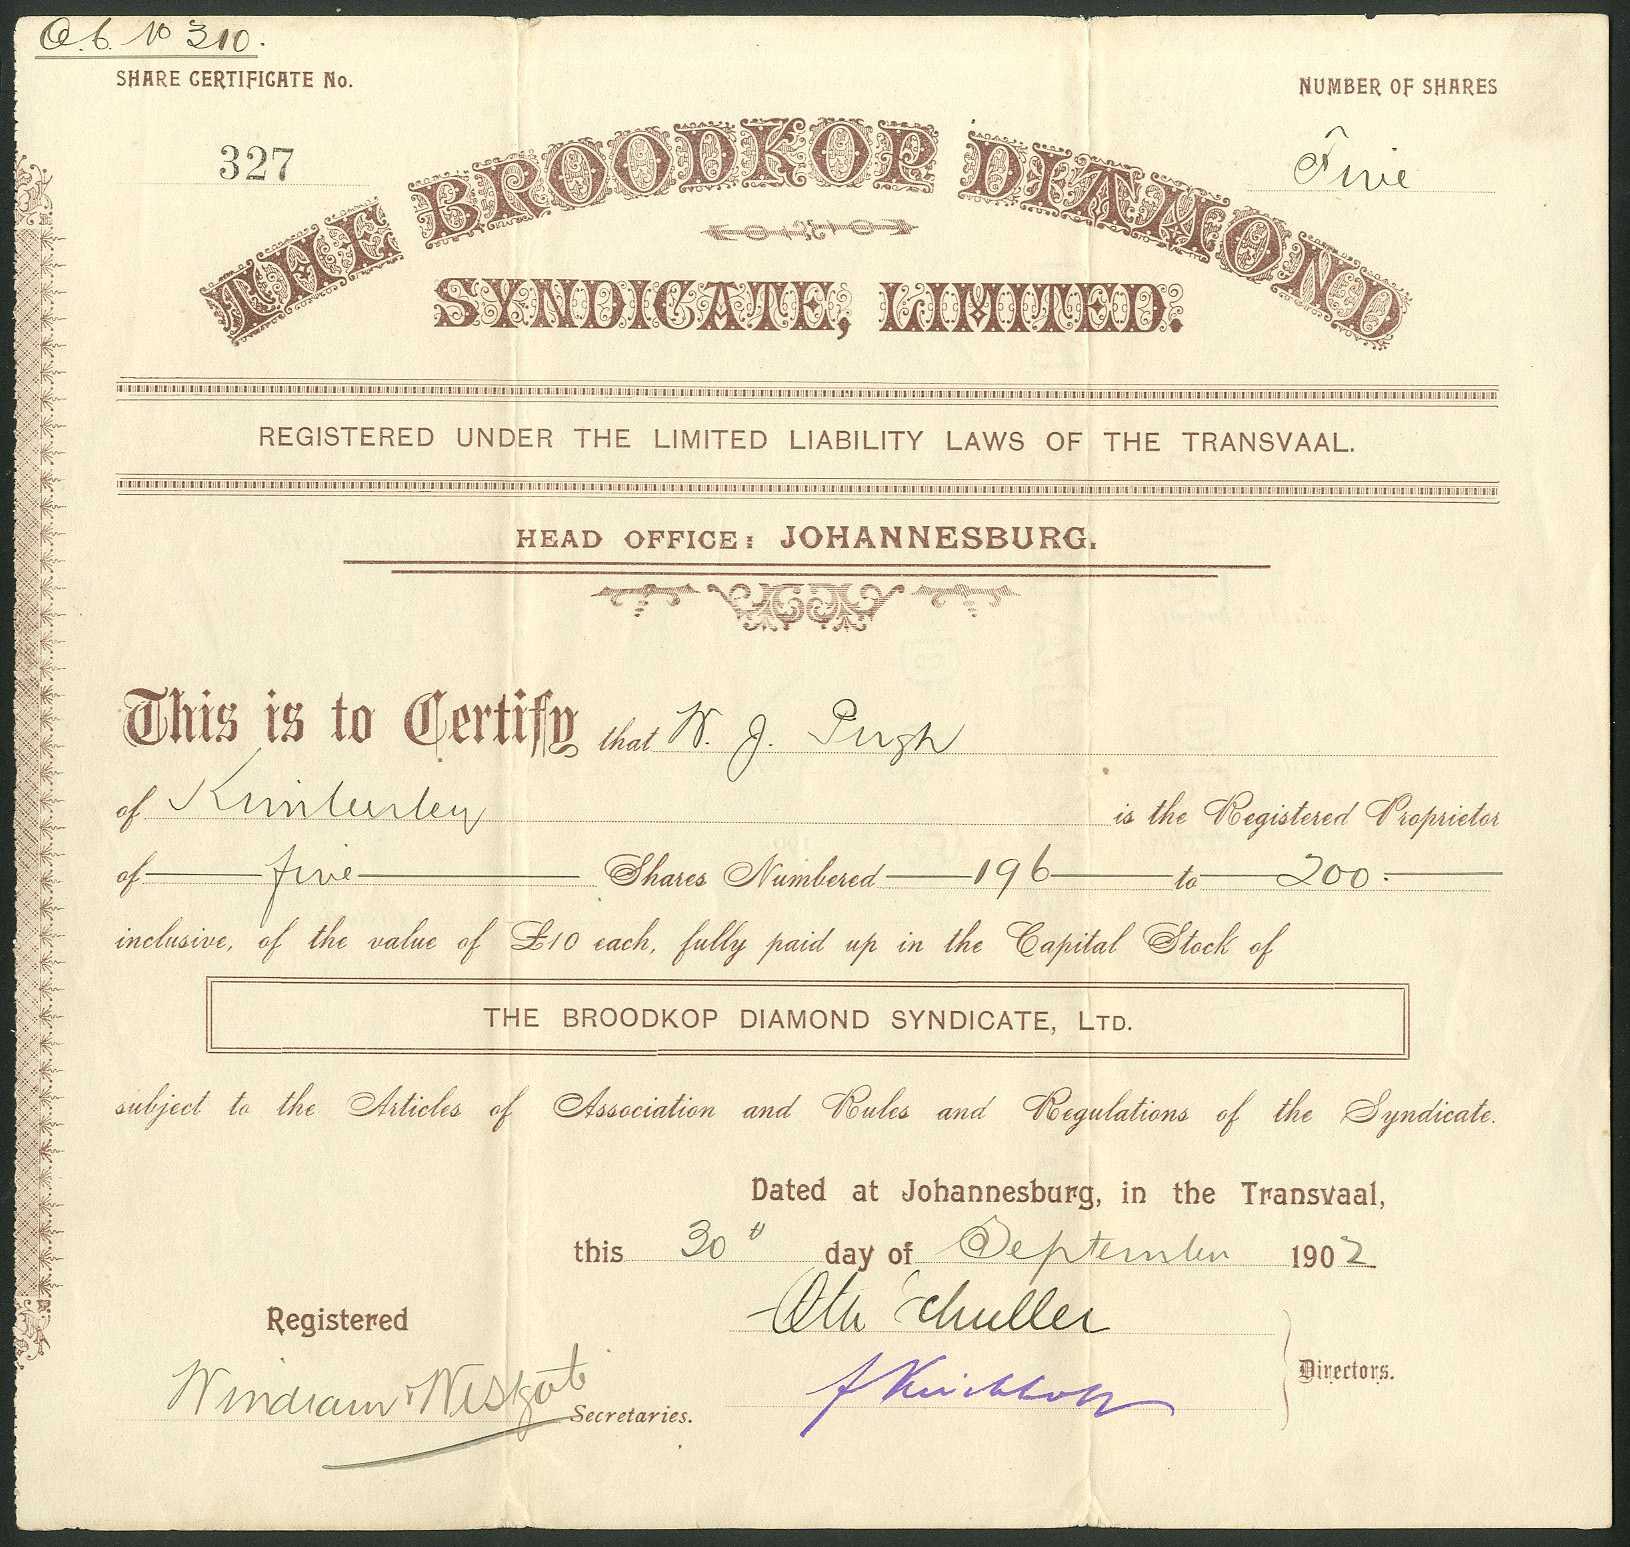 O.C. No 310.
SHARE CERTIFICATE No.
NUMBER OF SHARES
327
Five
THE BROODKOP DIAMOND
SYNDICATE, LIMITED.
REGISTERED UNDER THE LIMITED LIABILITY LAWS OF THE TRANSVAAL.
HEAD OFFICE: JOHANNESBURG.
This is to Certify that W. J. Pugh
of Kimberley is the Registered Proprietor
of five Shares Numbered 196 to 200
inclusive, of the value of £10 each, fully paid up in the Capital Stock of
THE BROODKOP DIAMOND SYNDICATE, LTD.
subject to the Articles of Association and Rules and Regulations of the Syndicate.
Dated at Johannesburg, in the Transvaal,
this 30th day of September 1902
Registered
Schuller
Directors.
Windram & Westgate
Secretaries.